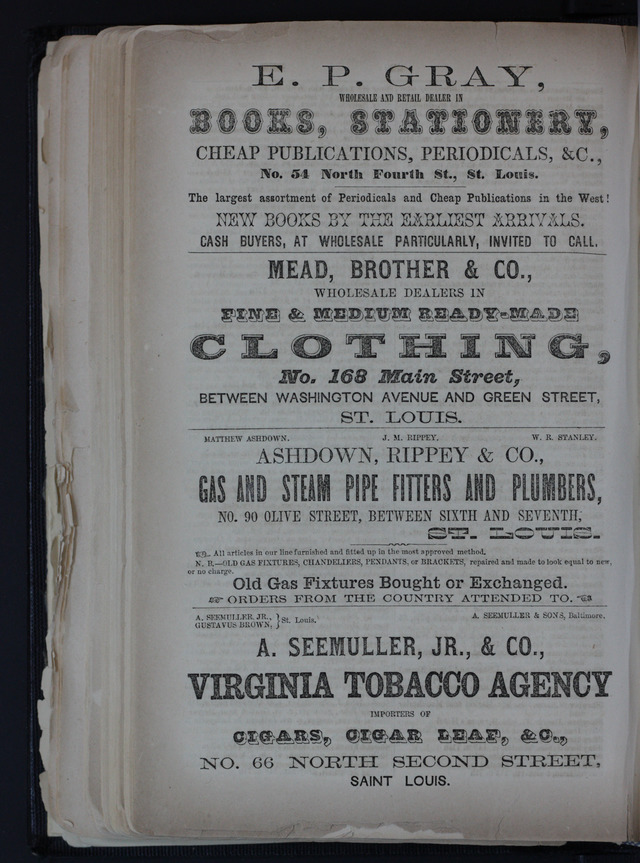 E. P. GRAY,
WHOLESALE AND RETAIL DEALER IN
BOOKS, STATIONERY,
CHEAP PUBLICATIONS, PERIODICALS, &C.,
No. 54 North Fourth St., St. Louis.
The largest assortment of Periodicals and Cheap Publications in the West!
NEW BOOKS BY THE EARLIEST ARRIVALS.
CASH BUYERS, AT WHOLESALE PARTICULARLY, INVITED TO CALL.
MEAD, BROTHER & CO.,
WHOLESALE DEALERS IN
FINE & MEDIUM READY-MADE
CLOTHING,
No. 168 Main Street,
BETWEEN WASHINGTON AVENUE AND GREEN STREET,
ST. LOUIS.
MATTHEW ASHDOWN. J. M. RIPPEY. W. R. STANLEY.
ASHDOWN, RIPPEY & CO.,
GAS AND STEAM PIPE FITTERS AND PLUMBERS,
NO. 90 OLIVE STREET, BETWEEN SIXTH AND SEVENTH,
ST. LOUIS.
☞ All articles in our line furnished and fitted up in the most approved method.
N. B.—OLD GAS FIXTURES, CHANDELIERS, PENDANTS, or BRACKETS, repaired and made to look equal to new,
or no charge.
Old Gas Fixtures Bought or Exchanged.
☞ ORDERS FROM THE COUNTRY ATTENDED TO. ☜
A. SEEMULLER, JR., } St. Louis. A. SEEMULLER & SONS, Baltimore.
GUSTAVUS BROWN,
A. SEEMULLER, JR., & CO.,
VIRGINIA TOBACCO AGENCY
IMPORTERS OF
CIGARS, CIGAR LEAF, &C.,
NO. 66 NORTH SECOND STREET,
SAINT LOUIS.